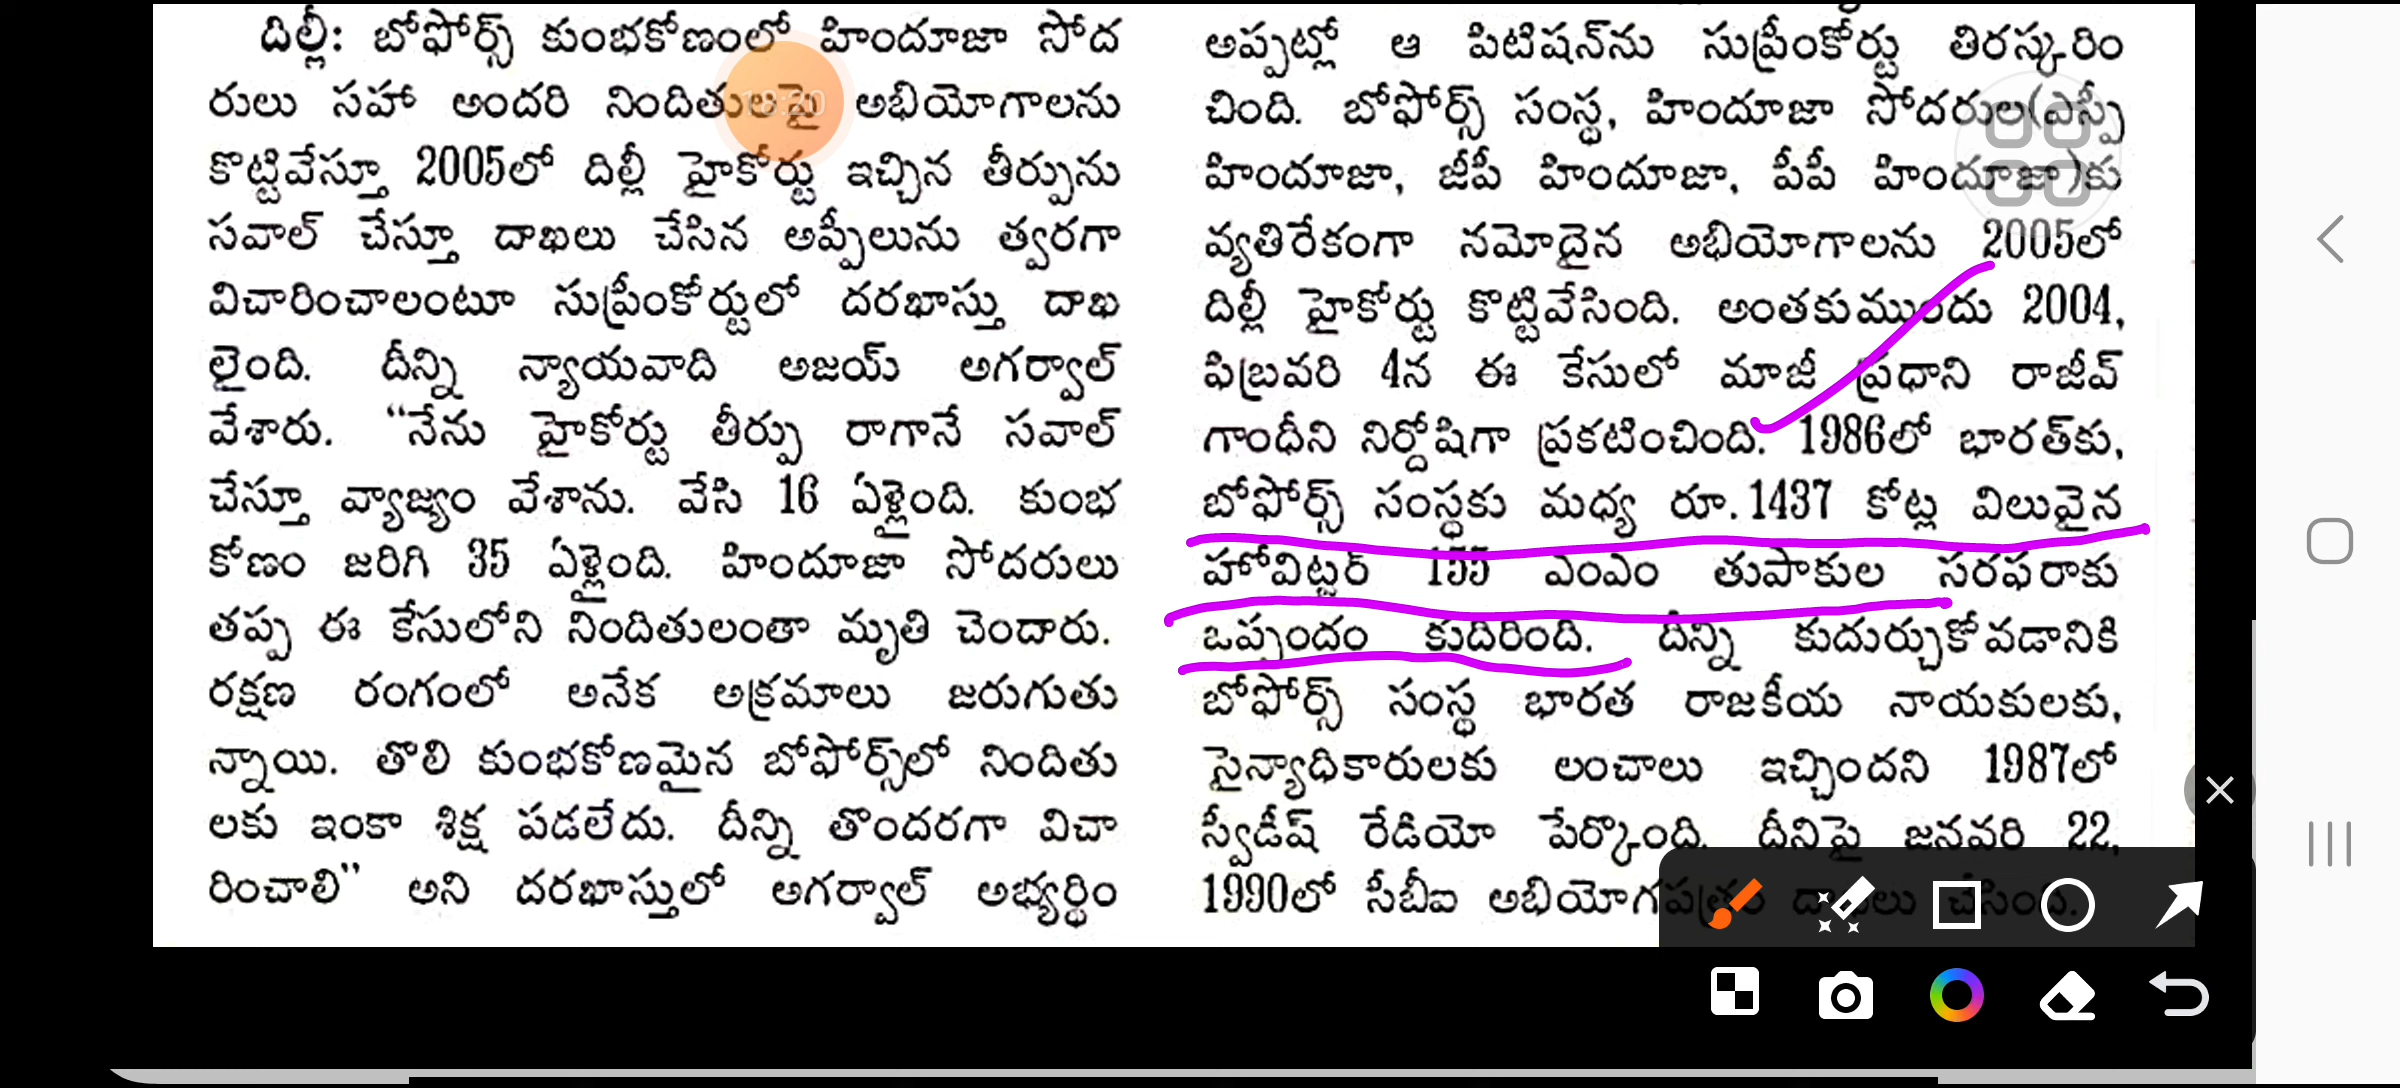 దిల్లీ: బోఫోర్స్ కుంభకోణంలో హిందూజా సోద
రులు సహా అందరి నిందితులపై అభియోగాలను
కొట్టివేస్తూ 2005లో దిల్లీ హైకోర్టు ఇచ్చిన తీర్పును
సవాల్ చేస్తూ దాఖలు చేసిన అప్పీలును త్వరగా
విచారించాలంటూ సుప్రీంకోర్టులో దరఖాస్తు దాఖ
లైంది. దీన్ని న్యాయవాది అజయ్ అగర్వాల్
వేశారు. "నేను హైకోర్టు తీర్పు రాగానే సవాల్
చేస్తూ వ్యాజ్యం వేశాను. వేసి 16 ఏళ్లైంది. కుంభ
కోణం జరిగి 35 ఏళ్లైంది. హిందూజా సోదరులు
తప్ప ఈ కేసులోని నిందితులంతా మృతి చెందారు.
రక్షణ రంగంలో అనేక అక్రమాలు జరుగుతు
న్నాయి. తొలి కుంభకోణమైన బోఫోర్స్‌లో నిందితు
లకు ఇంకా శిక్ష పడలేదు. దీన్ని తొందరగా విచా
రించాలి" అని దరఖాస్తులో అగర్వాల్ అభ్యర్థిం
అప్పట్లో ఆ పిటిషన్‌ను సుప్రీంకోర్టు తిరస్కరిం
చింది. బోఫోర్స్ సంస్థ, హిందూజా సోదరుల(ఎస్పీ
హిందూజా, జీపీ హిందూజా, పీపీ హిందూజా)కు
వ్యతిరేకంగా నమోదైన అభియోగాలను 2005లో
దిల్లీ హైకోర్టు కొట్టివేసింది. అంతకుముందు 2004,
ఫిబ్రవరి 4న ఈ కేసులో మాజీ ప్రధాని రాజీవ్
గాంధీని నిర్దోషిగా ప్రకటించింది. 1986లో భారత్‌కు,
బోఫోర్స్ సంస్థకు మధ్య రూ.1437 కోట్ల విలువైన
హోవిట్జర్ 155 ఎంఎం తుపాకుల సరఫరాకు
ఒప్పందం కుదిరింది. దీన్ని కుదుర్చుకోవడానికి
బోఫోర్స్ సంస్థ భారత రాజకీయ నాయకులకు,
సైన్యాధికారులకు లంచాలు ఇచ్చిందని 1987లో
స్వీడీష్ రేడియో పేర్కొంది. దీనిపై జనవరి 22,
1990లో సీబీఐ అభియోగపత్రం దాఖలు చేసింది.